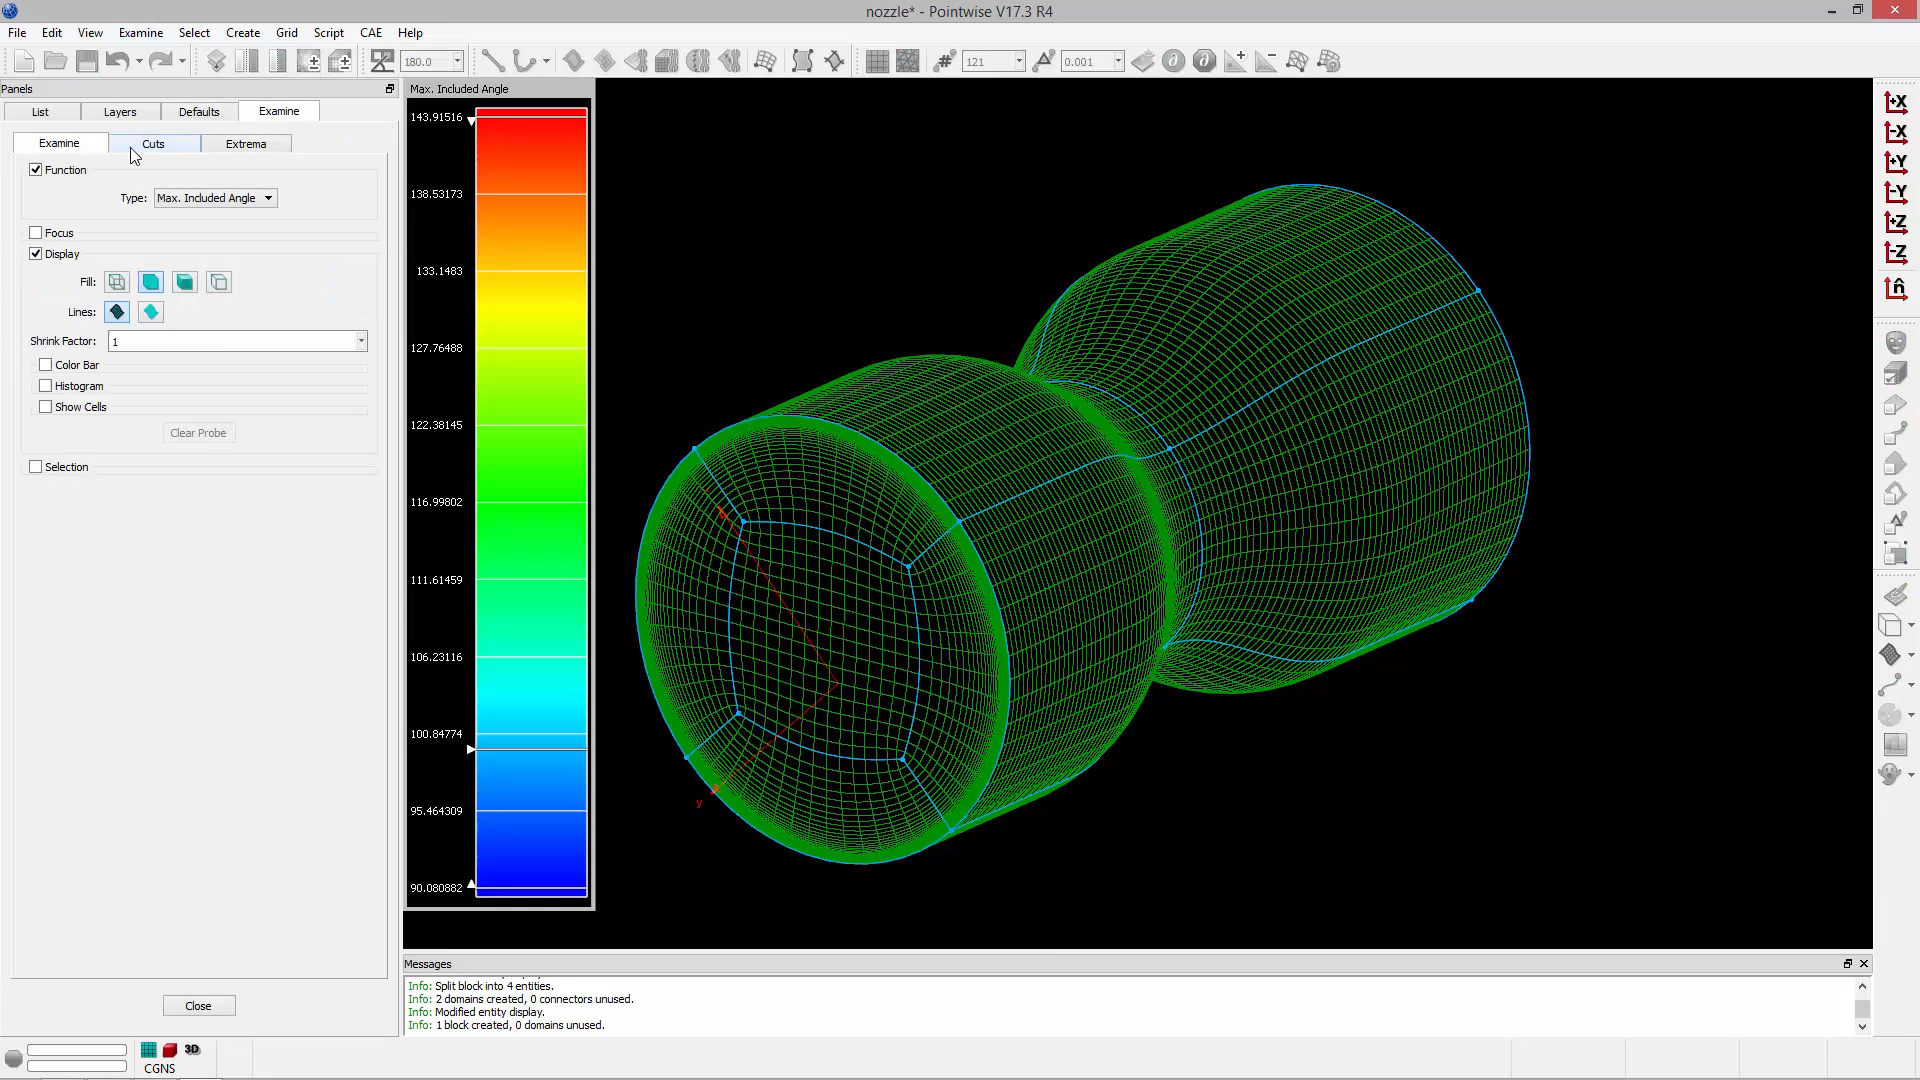 nozzle* - Pointwise V17.3 R4
File Edit View Examine Select Create Grid Script CAE Help
180.0
121
0.001
Panels
List Layers Defaults Examine
Examine Cuts Extrema
Function
Type: Max. Included Angle
Focus
Display
Fill:
Lines:
Shrink Factor: 1
Color Bar
Histogram
Show Cells
Clear Probe
Selection
Close
Max. Included Angle
143.91516
138.53173
133.1483
127.76488
122.38145
116.99802
111.61459
106.23116
100.84774
95.464309
90.080882
y
+X
-X
+Y
-Y
+Z
-Z
n̂
Messages
Info: Split block into 4 entities.
Info: 2 domains created, 0 connectors unused.
Info: Modified entity display.
Info: 1 block created, 0 domains unused.
3D
CGNS